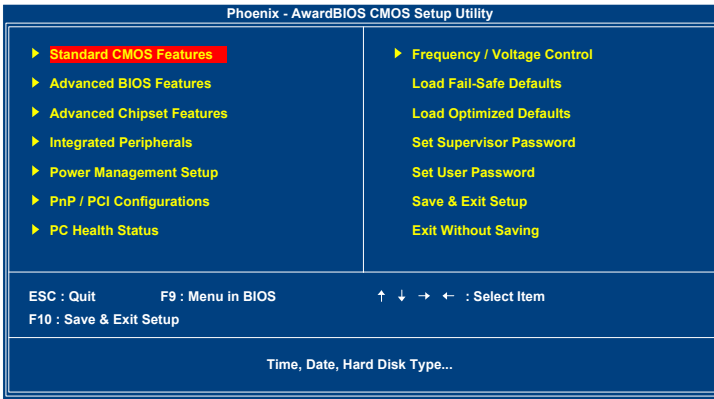 Phoenix - AwardBIOS CMOS Setup Utility
Standard CMOS Features
Advanced BIOS Features
Advanced Chipset Features
Integrated Peripherals
Power Management Setup
PnP / PCI Configurations
PC Health Status
Frequency / Voltage Control
Load Fail-Safe Defaults
Load Optimized Defaults
Set Supervisor Password
Set User Password
Save & Exit Setup
Exit Without Saving
ESC : Quit F9 : Menu in BIOS ↑ ↓ → ← : Select Item
F10 : Save & Exit Setup
Time, Date, Hard Disk Type...